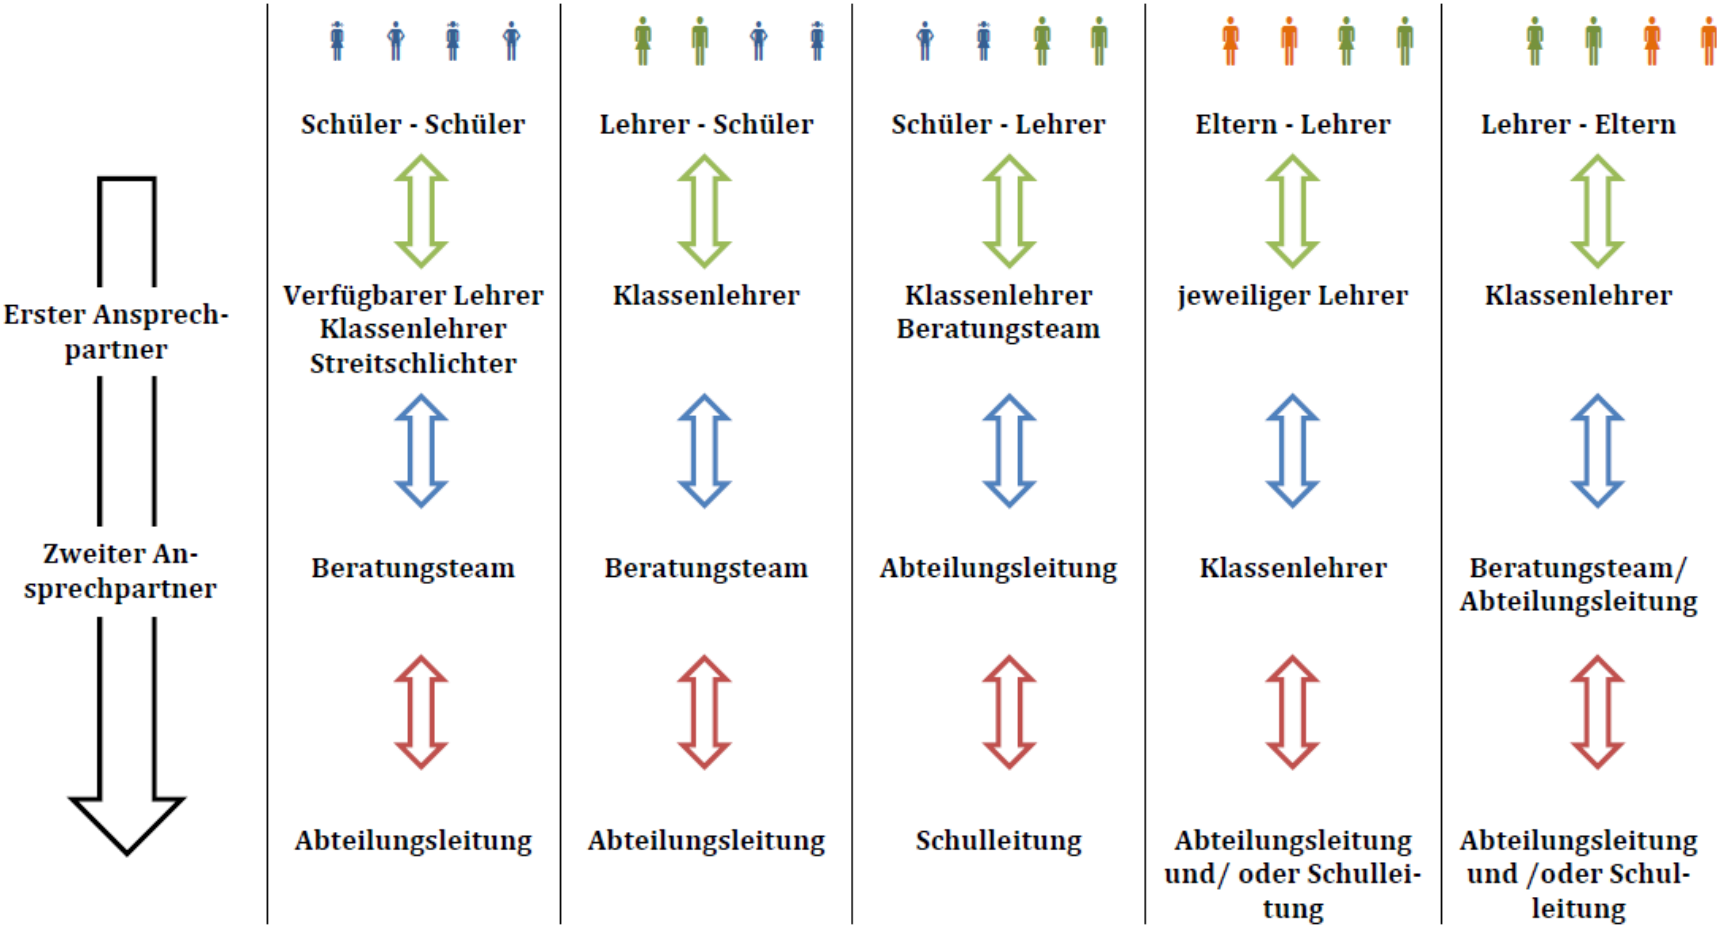 Schüler - Schüler
Lehrer - Schüler
Schüler - Lehrer
Eltern - Lehrer
Lehrer - Eltern
Erster Ansprech-
partner
Verfügbarer Lehrer
Klassenlehrer
Streitschlichter
Klassenlehrer
Klassenlehrer
Beratungsteam
jeweiliger Lehrer
Klassenlehrer
Zweiter An-
sprechpartner
Beratungsteam
Beratungsteam
Abteilungsleitung
Klassenlehrer
Beratungsteam/
Abteilungsleitung
Abteilungsleitung
Abteilungsleitung
Schulleitung
Abteilungsleitung
und/ oder Schullei-
tung
Abteilungsleitung
und /oder Schul-
leitung